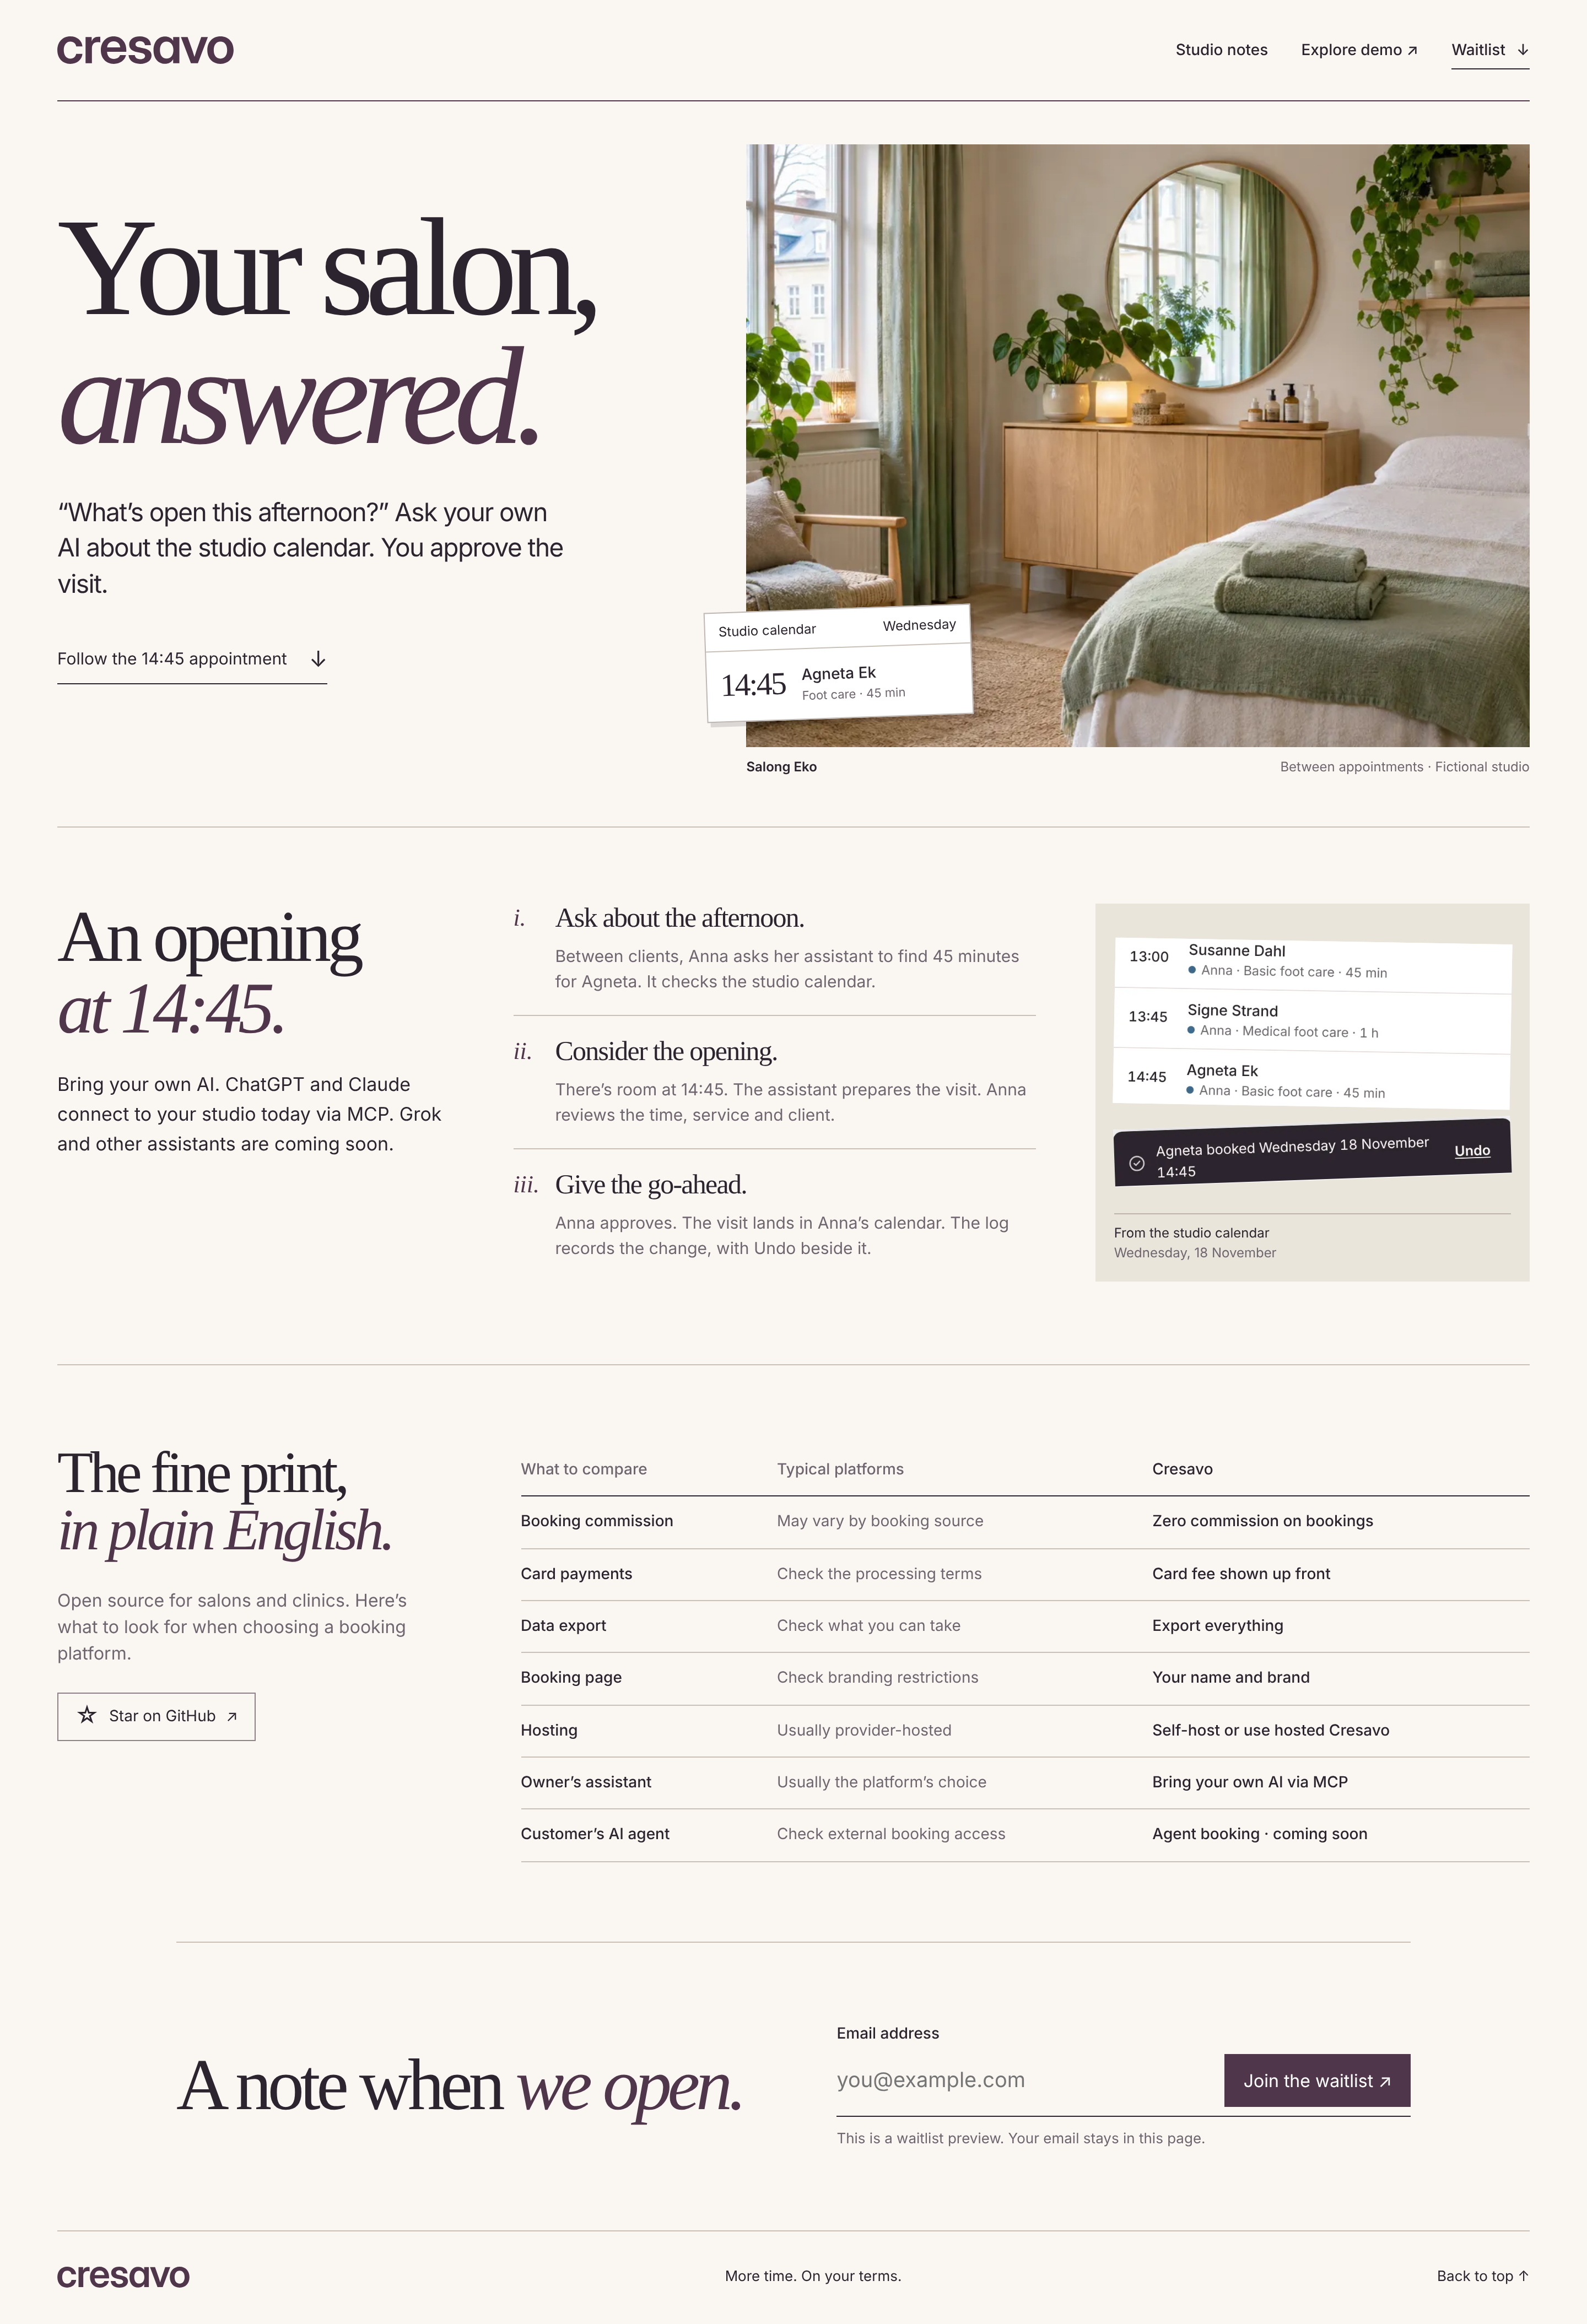 cresavo
Studio notes
Explore demo ↗
Waitlist ↓
Your salon,
answered.
“What’s open this afternoon?” Ask your own
AI about the studio calendar. You approve the
visit.
Follow the 14:45 appointment ↓
Studio calendar Wednesday
14:45 Agneta Ek
Foot care · 45 min
Salong Eko
Between appointments · Fictional studio
An opening
at 14:45.
Bring your own AI. ChatGPT and Claude
connect to your studio today via MCP. Grok
and other assistants are coming soon.
i. Ask about the afternoon.
Between clients, Anna asks her assistant to find 45 minutes
for Agneta. It checks the studio calendar.
ii. Consider the opening.
There’s room at 14:45. The assistant prepares the visit. Anna
reviews the time, service and client.
iii. Give the go-ahead.
Anna approves. The visit lands in Anna’s calendar. The log
records the change, with Undo beside it.
13:00 Susanne Dahl
Anna · Basic foot care · 45 min
13:45 Signe Strand
Anna · Medical foot care · 1 h
14:45 Agneta Ek
Anna · Basic foot care · 45 min
Agneta booked Wednesday 18 November
14:45
Undo
From the studio calendar
Wednesday, 18 November
The fine print,
in plain English.
Open source for salons and clinics. Here’s
what to look for when choosing a booking
platform.
☆ Star on GitHub ↗
What to compare Typical platforms Cresavo
Booking commission May vary by booking source Zero commission on bookings
Card payments Check the processing terms Card fee shown up front
Data export Check what you can take Export everything
Booking page Check branding restrictions Your name and brand
Hosting Usually provider-hosted Self-host or use hosted Cresavo
Owner’s assistant Usually the platform’s choice Bring your own AI via MCP
Customer’s AI agent Check external booking access Agent booking · coming soon
A note when we open.
Email address
you@example.com
Join the waitlist ↗
This is a waitlist preview. Your email stays in this page.
cresavo
More time. On your terms.
Back to top ↑